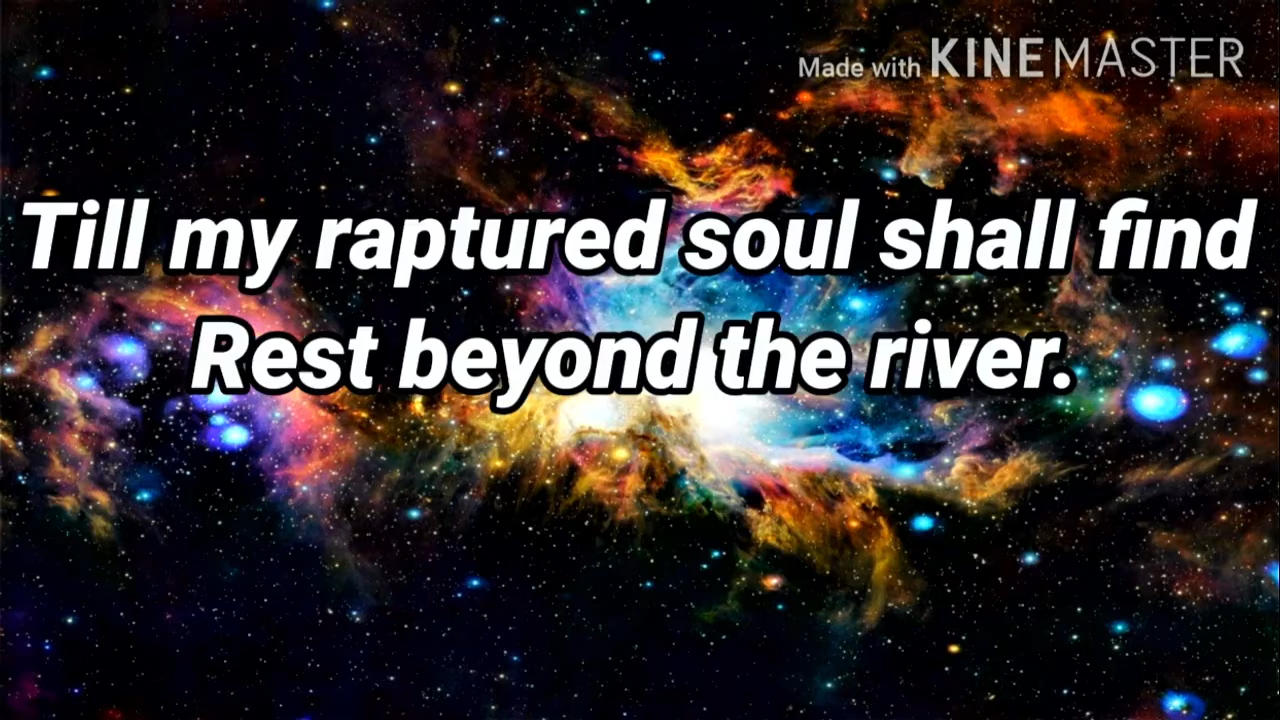 Made with KINEMASTER
Till my raptured soul shall find
Rest beyond the river.